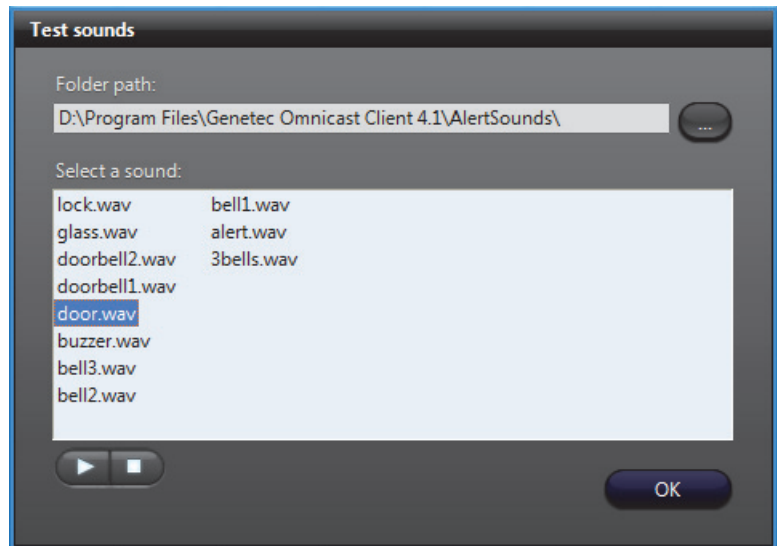 Test sounds
Folder path:
D:\Program Files\Genetec Omnicast Client 4.1\AlertSounds\
...
Select a sound:
lock.wav
glass.wav
doorbell2.wav
doorbell1.wav
door.wav
buzzer.wav
bell3.wav
bell2.wav
bell1.wav
alert.wav
3bells.wav
OK